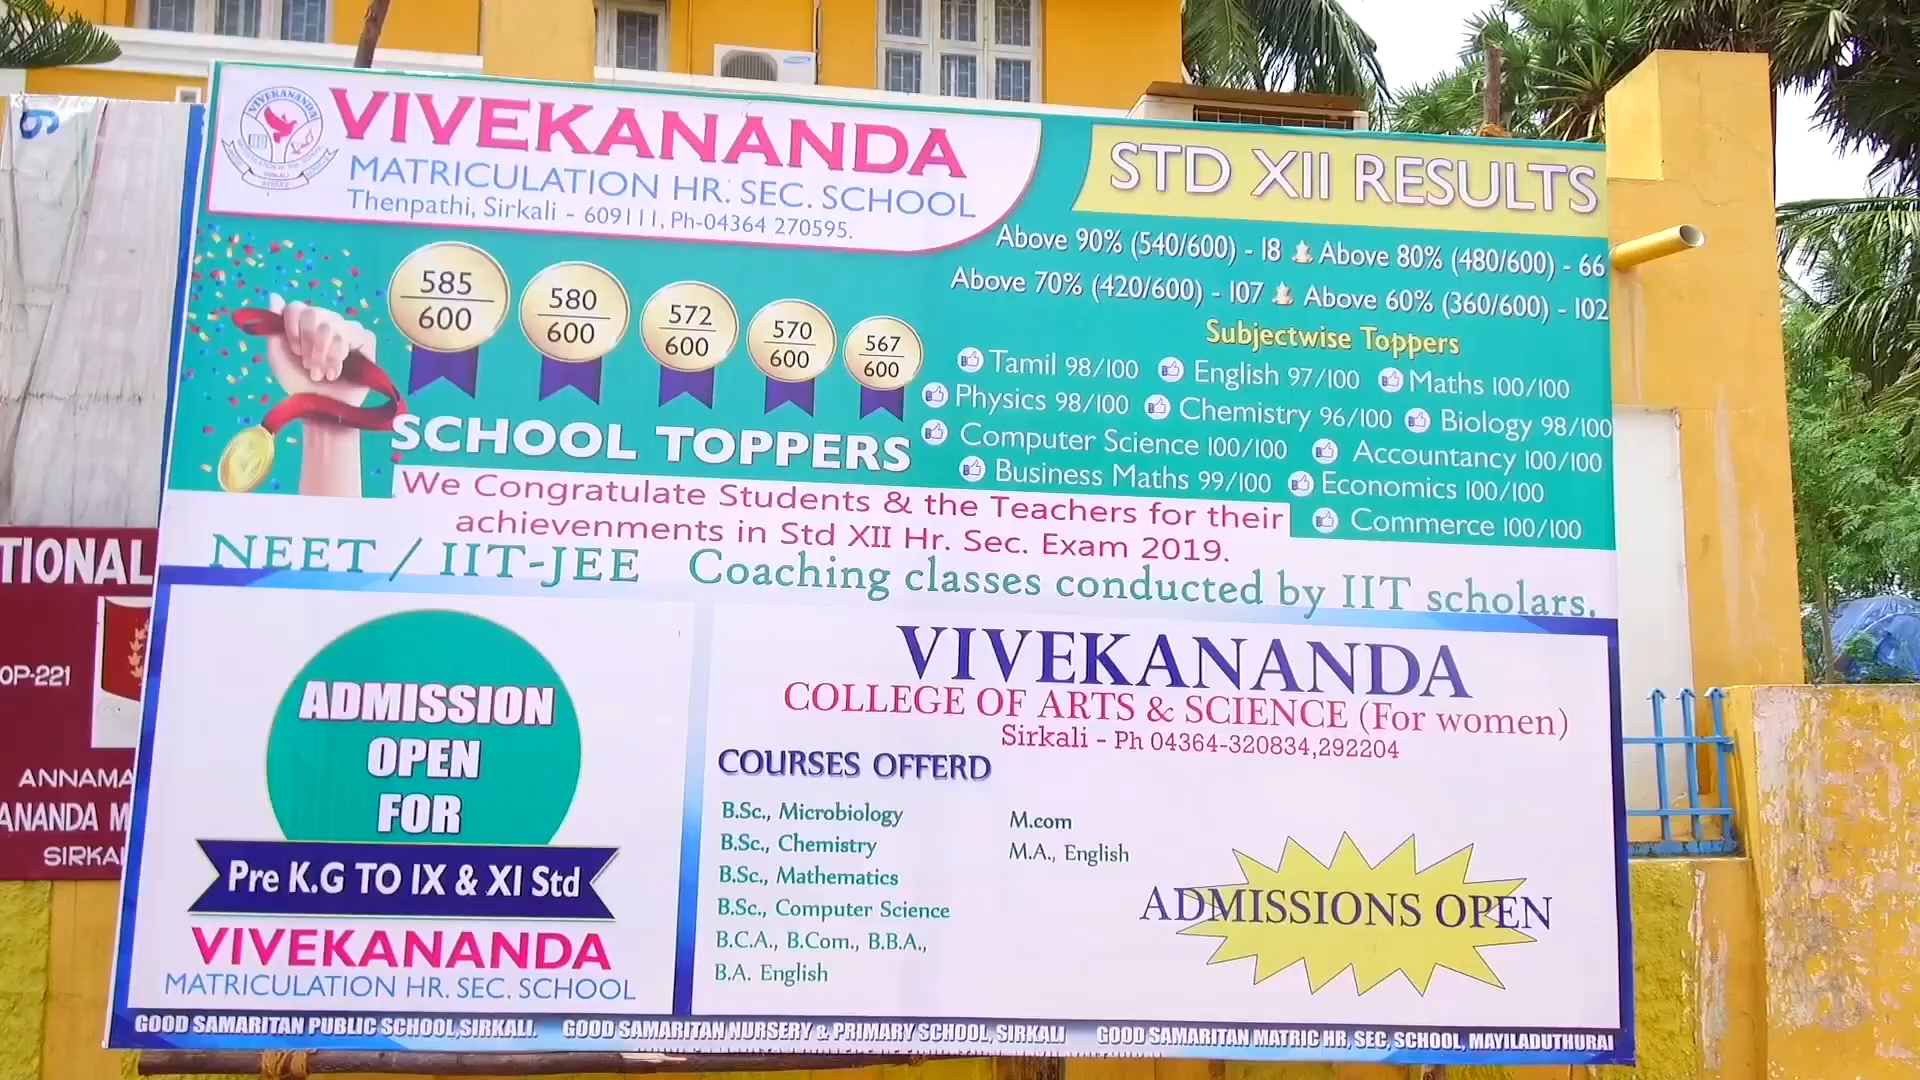 VIVEKANANDA
MATRICULATION HR. SEC. SCHOOL
Thenpathi, Sirkali - 609111, Ph-04364 270595.
VIVEKANANDA
SIRKALI
STD XII RESULTS
Above 90% (540/600) - 18 Above 80% (480/600) - 66
Above 70% (420/600) - 107 Above 60% (360/600) - 102
585
600
580
600
572
600
570
600
567
600
SCHOOL TOPPERS
Subjectwise Toppers
Tamil 98/100 English 97/100 Maths 100/100
Physics 98/100 Chemistry 96/100 Biology 98/100
Computer Science 100/100 Accountancy 100/100
Business Maths 99/100 Economics 100/100
Commerce 100/100
We Congratulate Students & the Teachers for their
achievenments in Std XII Hr. Sec. Exam 2019.
NEET / IIT-JEE Coaching classes conducted by IIT scholars.
ADMISSION
OPEN
FOR
Pre K.G TO IX & XI Std
VIVEKANANDA
MATRICULATION HR. SEC. SCHOOL
VIVEKANANDA
COLLEGE OF ARTS & SCIENCE (For women)
Sirkali - Ph 04364-320834,292204
COURSES OFFERD
B.Sc., Microbiology
B.Sc., Chemistry
B.Sc., Mathematics
B.Sc., Computer Science
B.C.A., B.Com., B.B.A.,
B.A. English
M.com
M.A., English
ADMISSIONS OPEN
GOOD SAMARITAN PUBLIC SCHOOL,SIRKALI. GOOD SAMARITAN NURSERY & PRIMARY SCHOOL, SIRKALI GOOD SAMARITAN MATRIC HR, SEC, SCHOOL, MAYILADUTHURAI
TIONAL
OP-221
ANNAMA
ANANDA M
SIRKA